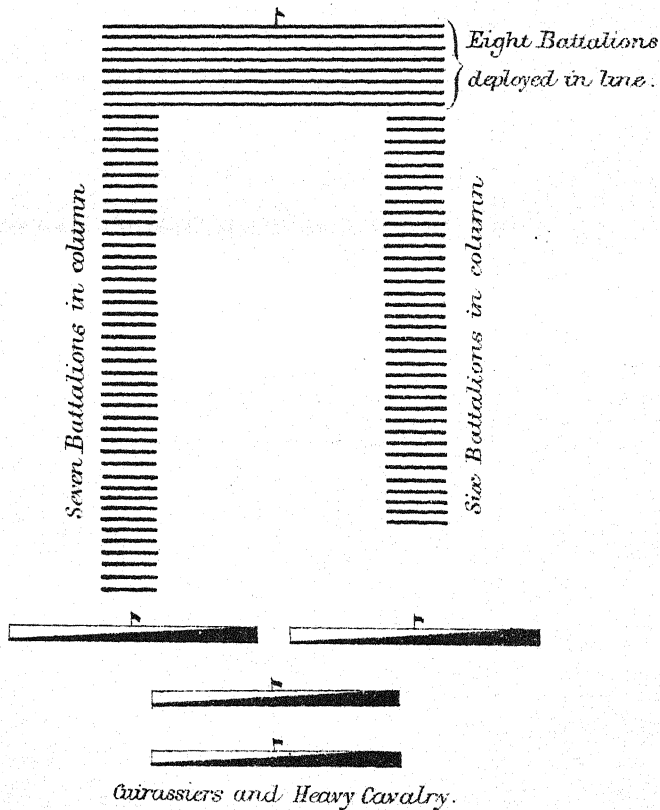 Eight Battalions
deployed in line.
Seven Battalions in column
Six Battalions in column
Cuirassiers and Heavy Cavalry.